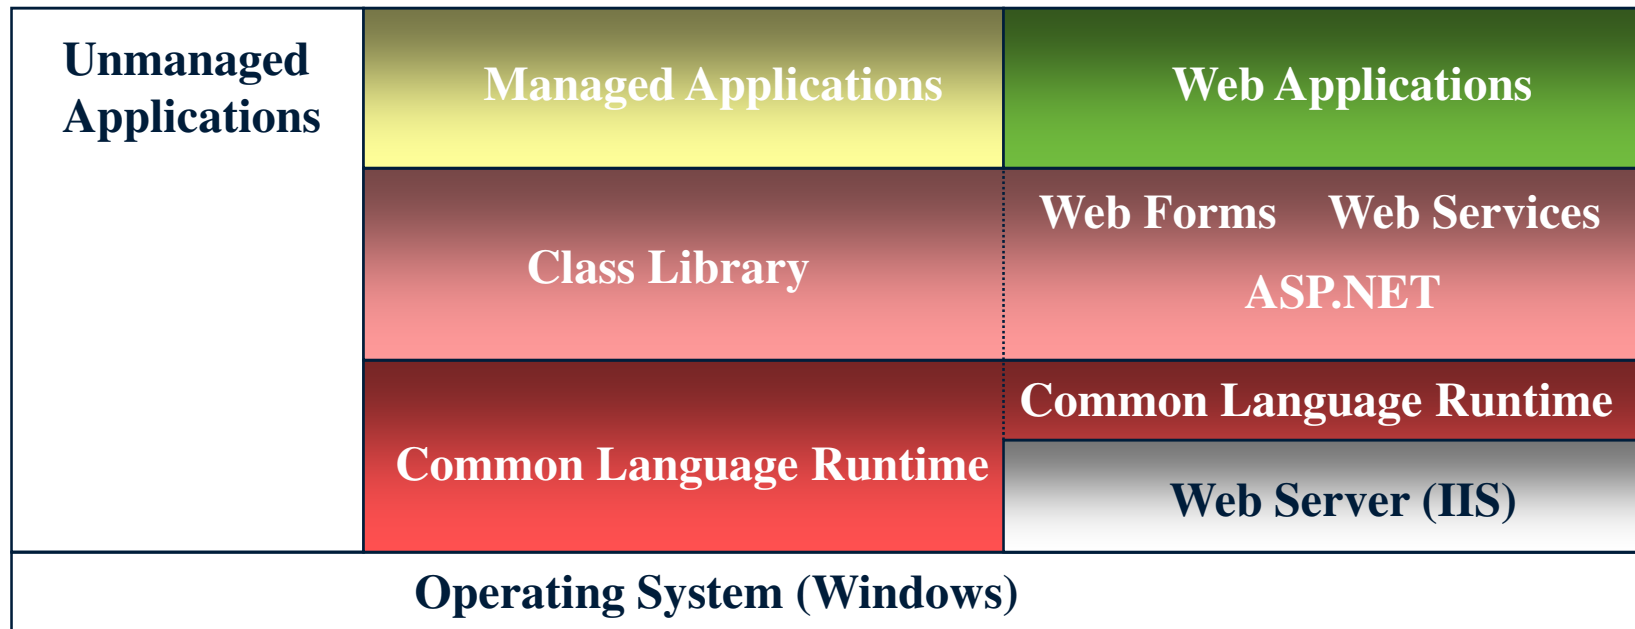 Unmanaged
Applications
Managed Applications
Web Applications
Class Library
Web Forms Web Services
ASP.NET
Common Language Runtime
Common Language Runtime
Web Server (IIS)
Operating System (Windows)